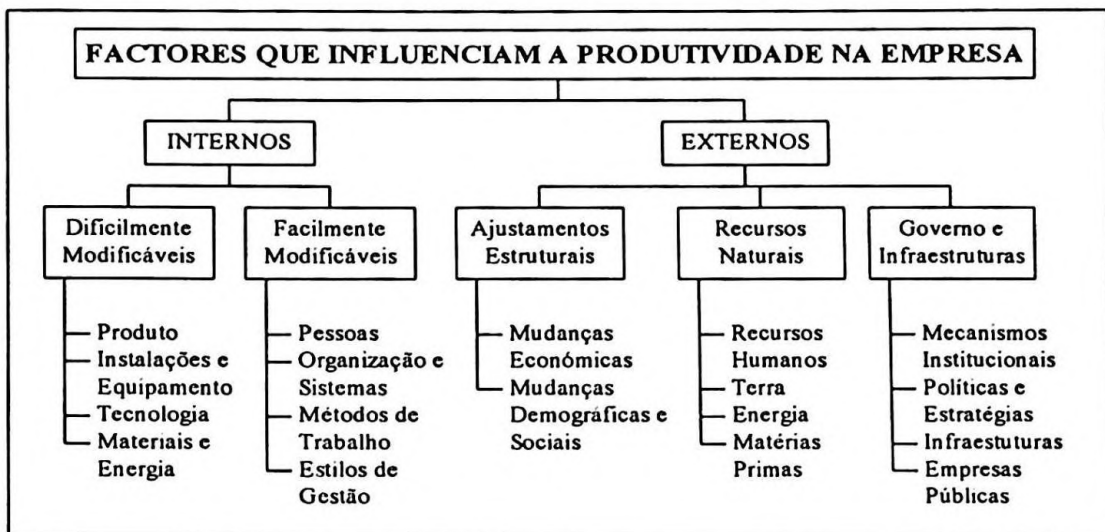 FACTORES QUE INFLUENCIAM A PRODUTIVIDADE NA EMPRESA
INTERNOS
EXTERNOS
Dificilmente
Modificáveis
Facilmente
Modificáveis
Ajustamentos
Estruturais
Recursos
Naturais
Governo e
Infraestruturas
Produto
Instalações e
Equipamento
Tecnologia
Materiais e
Energia
Pessoas
Organização e
Sistemas
Métodos de
Trabalho
Estilos de
Gestão
Mudanças
Económicas
Mudanças
Demográficas e
Sociais
Recursos
Humanos
Terra
Energia
Matérias
Primas
Mecanismos
Institucionais
Políticas e
Estratégias
Infraestuturas
Empresas
Públicas